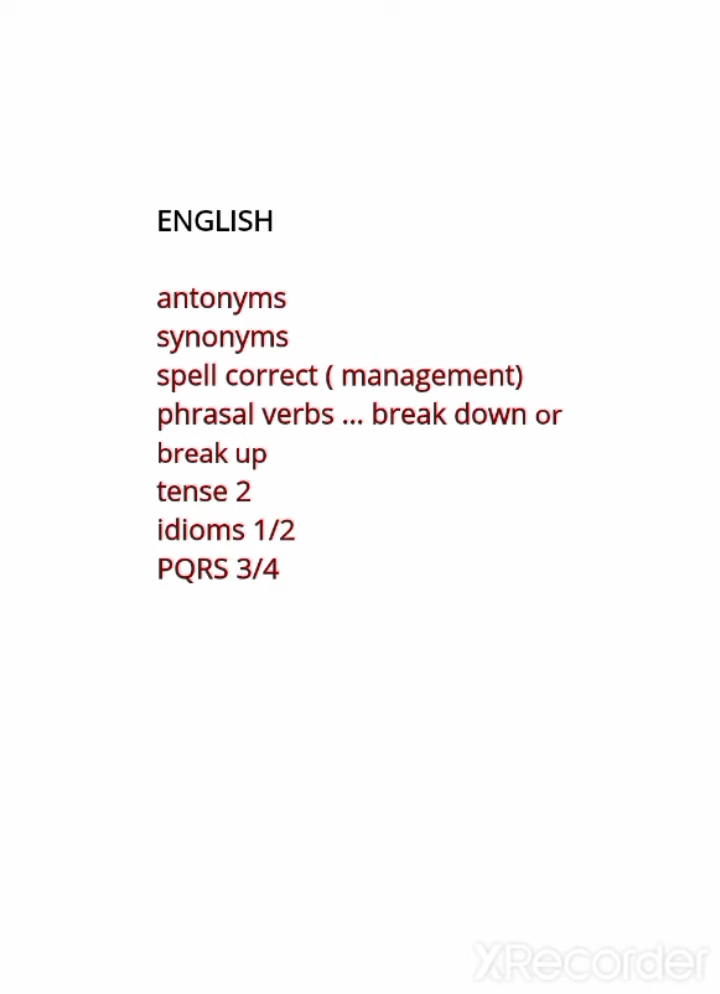 ENGLISH
antonyms
synonyms
spell correct ( management)
phrasal verbs ... break down or
break up
tense 2
idioms 1/2
PQRS 3/4
XRecorder